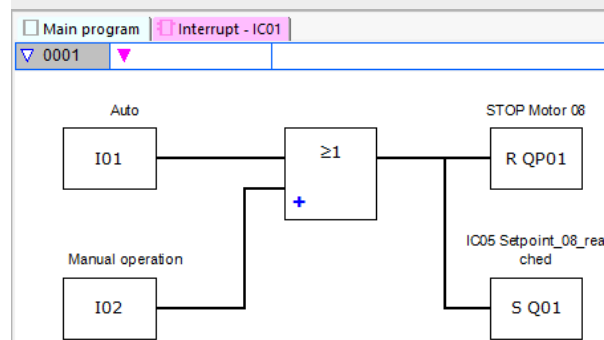 Main program
Interrupt - IC01
0001
Auto
STOP Motor 08
I01
≥1
R QP01
+
IC05 Setpoint_08_rea
ched
Manual operation
I02
S Q01